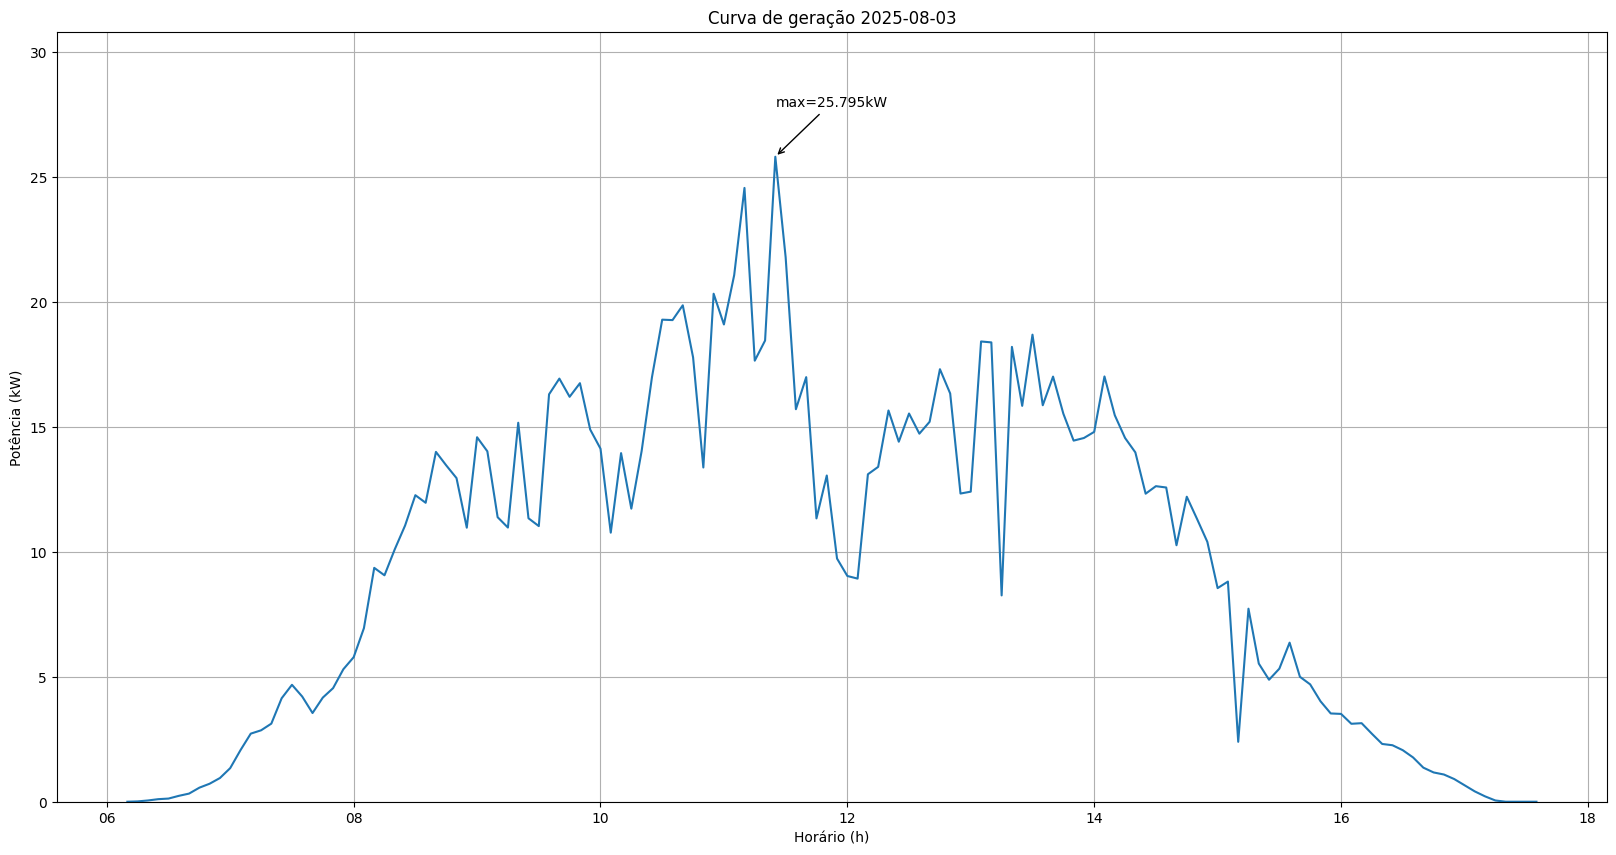 Curva de geração 2025-08-03
30
max=25.795kW
25
20
15
Potência (kW)
10
5
0
06 08 10 12 14 16 18
Horário (h)